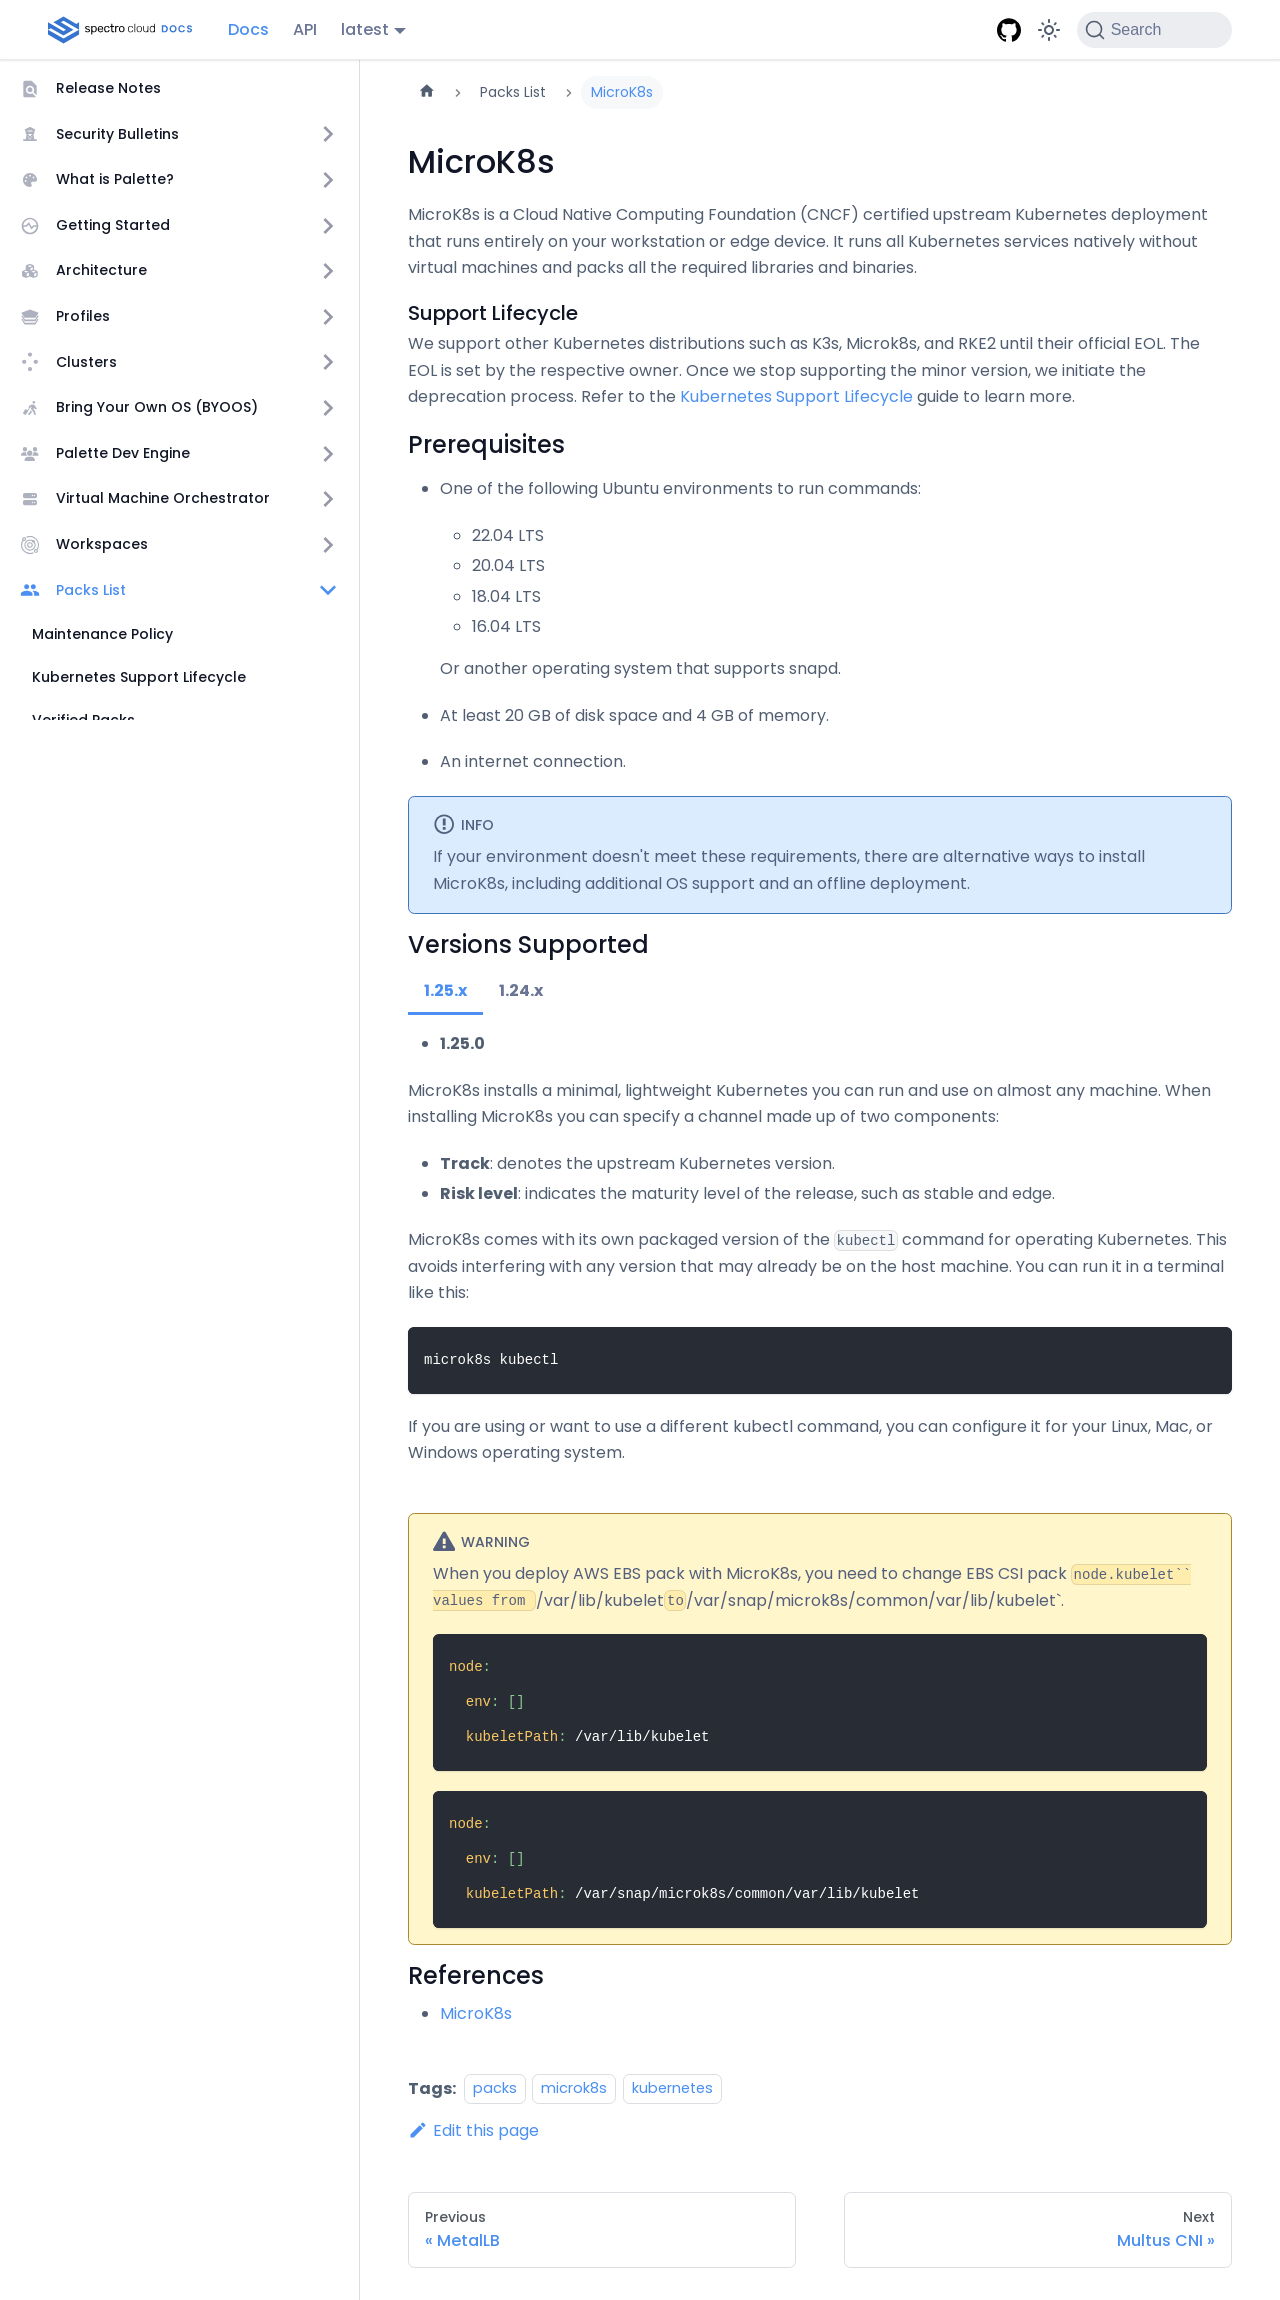 spectro cloud DOCS Docs API latest Search
Release Notes
Security Bulletins
What is Palette?
Getting Started
Architecture
Profiles
Clusters
Bring Your Own OS (BYOOS)
Palette Dev Engine
Virtual Machine Orchestrator
Workspaces
Packs List
Maintenance Policy
Kubernetes Support Lifecycle
Verified Packs
Packs List MicroK8s
MicroK8s
MicroK8s is a Cloud Native Computing Foundation (CNCF) certified upstream Kubernetes deployment
that runs entirely on your workstation or edge device. It runs all Kubernetes services natively without
virtual machines and packs all the required libraries and binaries.
Support Lifecycle
We support other Kubernetes distributions such as K3s, Microk8s, and RKE2 until their official EOL. The
EOL is set by the respective owner. Once we stop supporting the minor version, we initiate the
deprecation process. Refer to the Kubernetes Support Lifecycle guide to learn more.
Prerequisites
One of the following Ubuntu environments to run commands:
22.04 LTS
20.04 LTS
18.04 LTS
16.04 LTS
Or another operating system that supports snapd.
At least 20 GB of disk space and 4 GB of memory.
An internet connection.
INFO
If your environment doesn't meet these requirements, there are alternative ways to install
MicroK8s, including additional OS support and an offline deployment.
Versions Supported
1.25.x 1.24.x
1.25.0
MicroK8s installs a minimal, lightweight Kubernetes you can run and use on almost any machine. When
installing MicroK8s you can specify a channel made up of two components:
Track: denotes the upstream Kubernetes version.
Risk level: indicates the maturity level of the release, such as stable and edge.
MicroK8s comes with its own packaged version of the kubectl command for operating Kubernetes. This
avoids interfering with any version that may already be on the host machine. You can run it in a terminal
like this:
microk8s kubectl
If you are using or want to use a different kubectl command, you can configure it for your Linux, Mac, or
Windows operating system.
WARNING
When you deploy AWS EBS pack with MicroK8s, you need to change EBS CSI pack node.kubelet``
values from /var/lib/kubelet to /var/snap/microk8s/common/var/lib/kubelet`.
node:
env: []
kubeletPath: /var/lib/kubelet
node:
env: []
kubeletPath: /var/snap/microk8s/common/var/lib/kubelet
References
MicroK8s
Tags: packs microk8s kubernetes
Edit this page
Previous
« MetalLB
Next
Multus CNI »